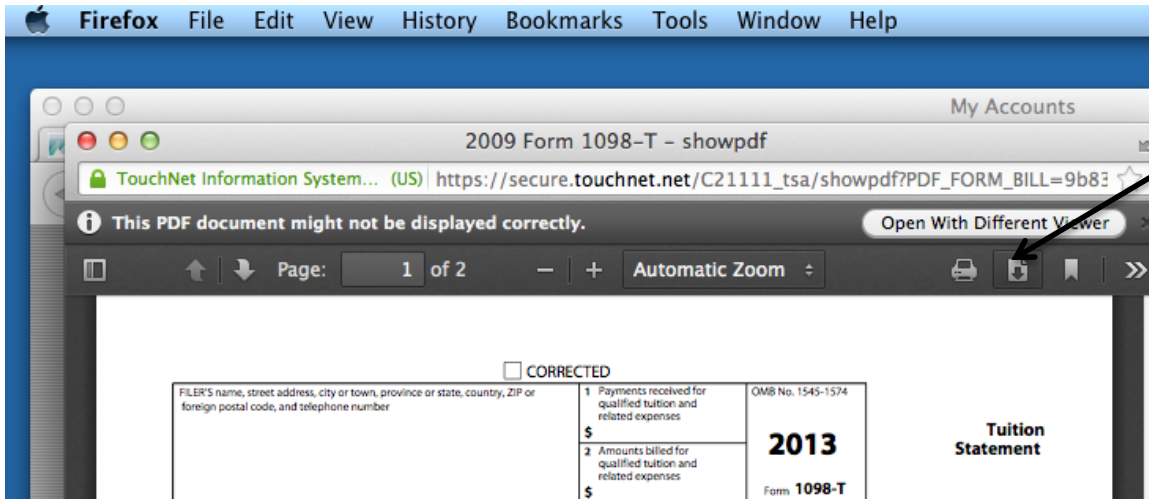 Firefox File Edit View History Bookmarks Tools Window Help
My Accounts
2009 Form 1098-T - showpdf
TouchNet Information System... (US) https://secure.touchnet.net/C21111_tsa/showpdf?PDF_FORM_BILL=9b83
This PDF document might not be displayed correctly. Open With Different Viewer
Page: 1 of 2 Automatic Zoom
CORRECTED
FILER'S name, street address, city or town, province or state, country, ZIP or
foreign postal code, and telephone number
1 Payments received for
qualified tuition and
related expenses
$
2 Amounts billed for
qualified tuition and
related expenses
$
OMB No. 1545-1574
2013
Form 1098-T
Tuition
Statement